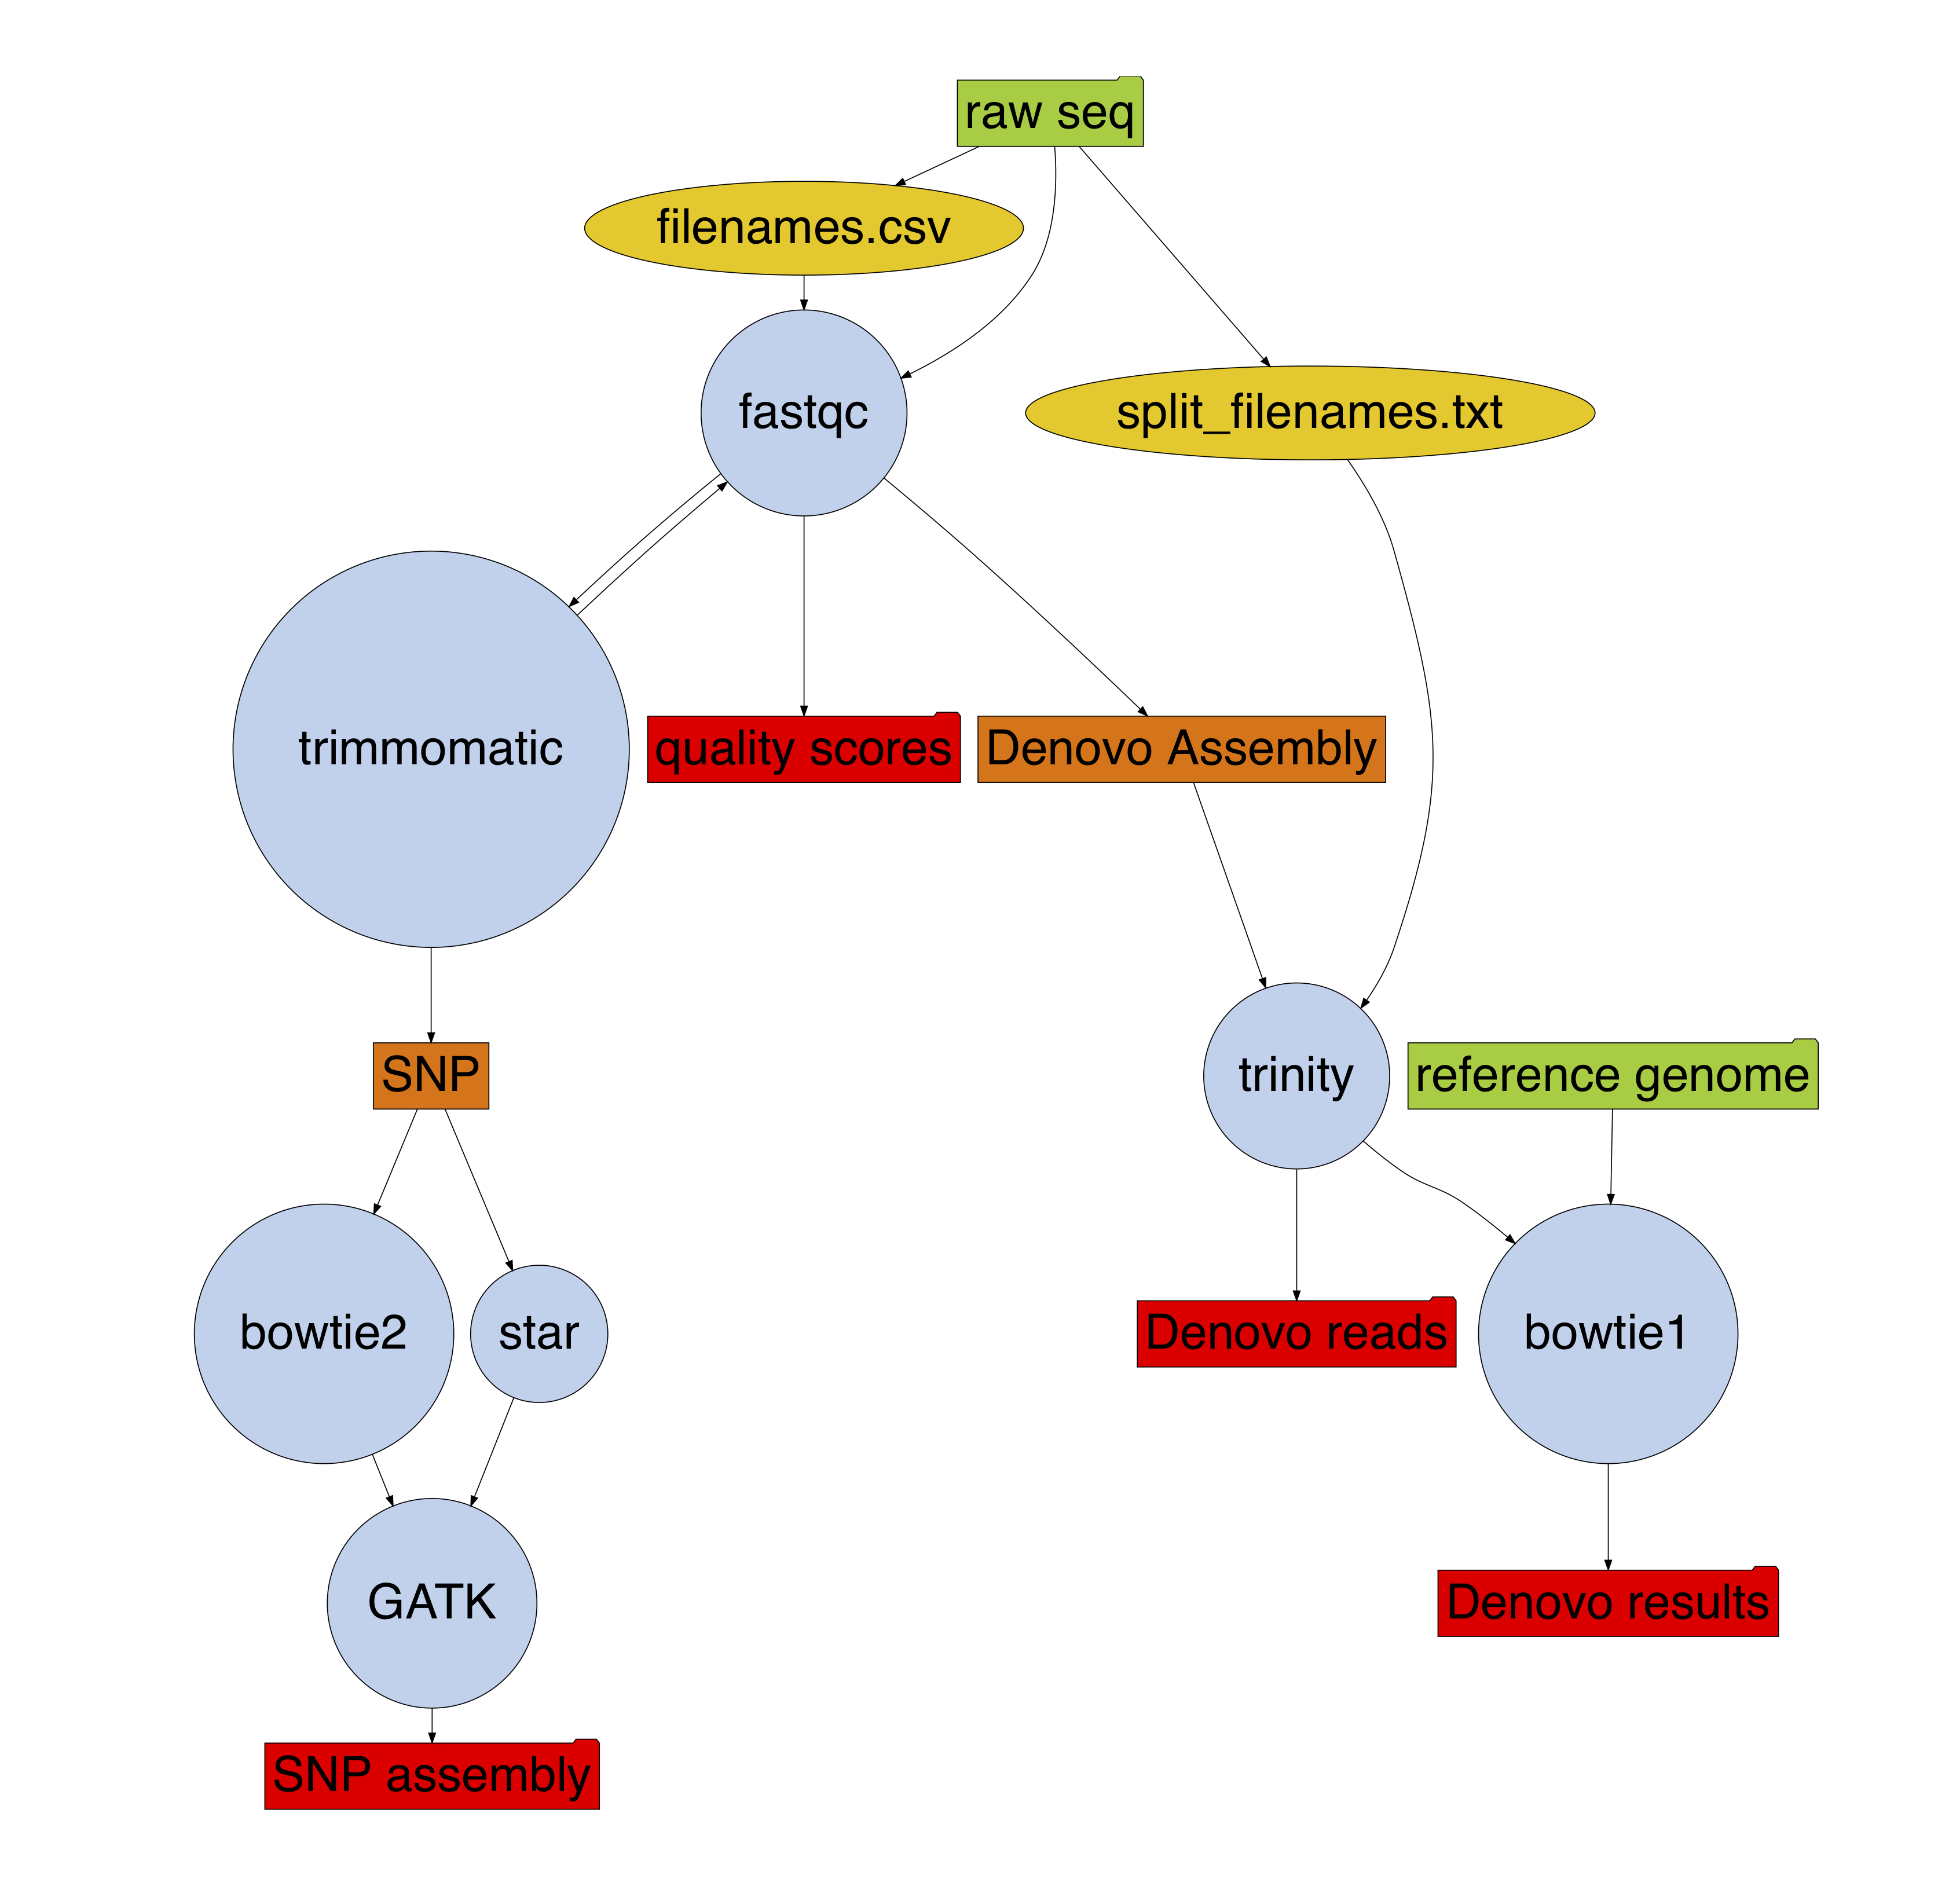 raw seq
filenames.csv
fastqc
split_filenames.txt
trimmomatic
quality scores
Denovo Assembly
SNP
trinity
reference genome
bowtie2
star
Denovo reads
bowtie1
GATK
Denovo results
SNP assembly